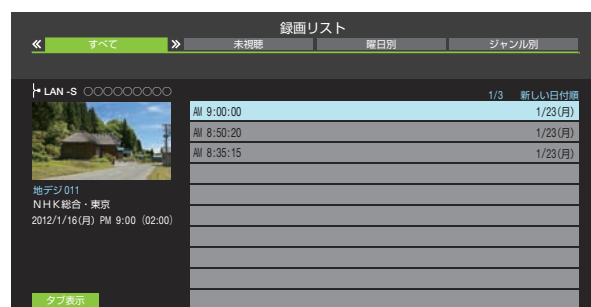 録画リスト
すべて 未視聴 曜日別 ジャンル別
LAN -S ○○○○○○○○○
1/3 新しい日付順
AM 9:00:00 1/23(月)
AM 8:50:20 1/23(月)
AM 8:35:15 1/23(月)
地デジ011
NHK総合・東京
2012/1/16(月) PM 9:00 (02:00)
タブ表示